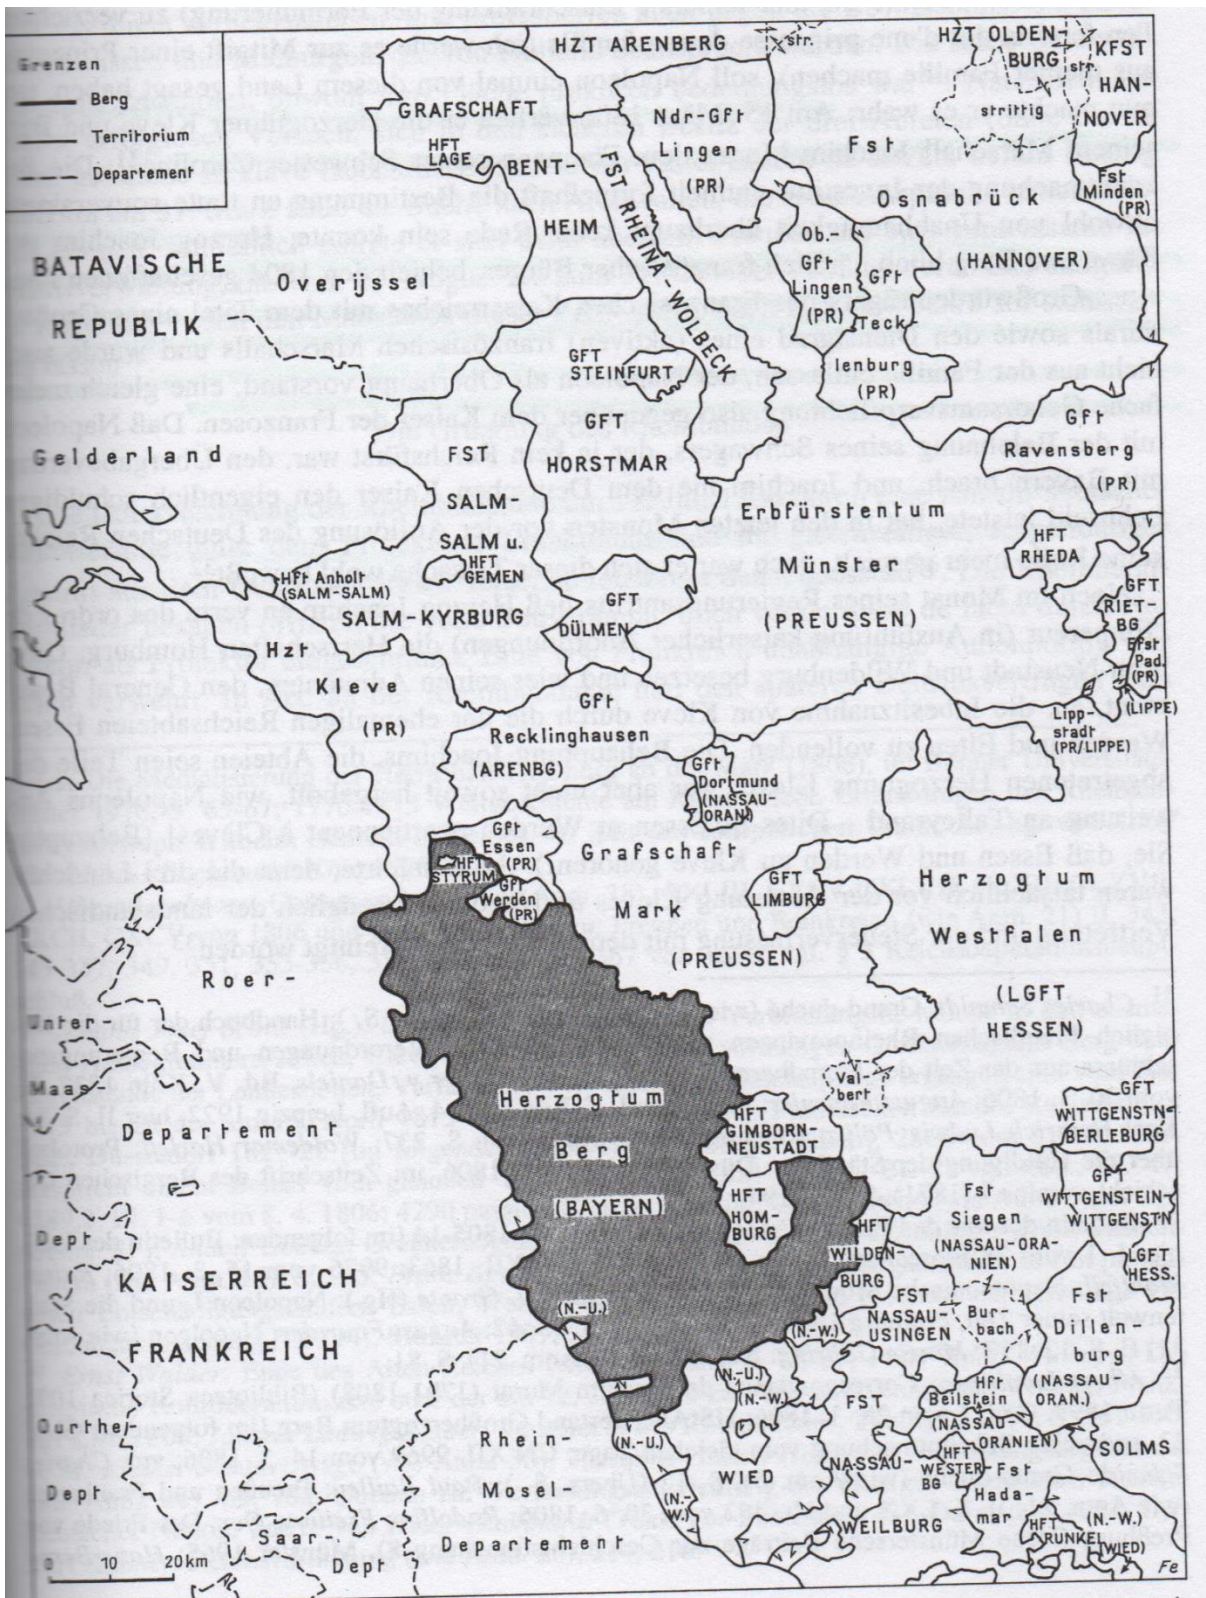 Grenzen
Berg
Territorium
Departement
BATAVISCHE
REPUBLIK
Overijssel
Gelderland
HZT ARENBERG
str.
HZT OLDEN-
BURG
str.
strittig
KFST
HAN-
NOVER
Fst
Minden
(PR)
GRAFSCHAFT
HFT
LAGE
BENT-
HEIM
FST RHEINA-WOLBECK
Ndr-Gft
Lingen
(PR)
Fst
Osnabrück
(HANNOVER)
Ob.-
Gft
Lingen
(PR)
Gft
Teck-
lenburg
(PR)
GFT
STEINFURT
GFT
HORSTMAR
FST
SALM-
SALM u.
HFT
GEMEN
SALM-KYRBURG
Hft Anholt
(SALM-SALM)
GFT
DÜLMEN
Erbfürstentum
Münster
(PREUSSEN)
Gft
Ravensberg
(PR)
HFT
RHEDA
GFT
RIET-
BG
Frst
Pad.
(PR)
(LIPPE)
Lipp-
stadt
(PR/LIPPE)
Hzt
Kleve
(PR)
Gft
Recklinghausen
(ARENBG)
Gft
Dortmund
(NASSAU-
ORAN)
Gft
Essen
(PR)
HFT
STYRUM
Gft
Werden
(PR)
Grafschaft
Mark
(PREUSSEN)
GFT
LIMBURG
Herzogtum
Westfalen
(LGFT
HESSEN)
Roer-
Departement
Unter-
Maas-
Dept
KAISERREICH
FRANKREICH
Ourthe
Dept
Saar-
Dept
Rhein-
Mosel-
Departement
Herzogtum
Berg
(BAYERN)
Val-
bert
HFT
GIMBORN-
NEUSTADT
HFT
HOM-
BURG
HFT
WILDEN-
BURG
GFT
WITTGENSTN-
BERLEBURG
GFT
WITTGENSTEIN-
WITTGENSTN
Fst
Siegen
(NASSAU-ORA-
NIEN)
LGFT
HESS.
FST
NASSAU-
USINGEN
Bur-
bach
Fst
Dillen-
burg
(NASSAU-
ORAN.)
(N.-U.)
(N.-W.)
(N.-U.)
(N.-W.)
(N.-U.)
(N.-W.)
WIED
FST
NASSAU-
WEILBURG
Hft
Beilstein
(NASSAU-
ORANIEN)
HFT
WESTER-
BG
Fst
Hada-
mar
SOLMS
(N.-W.)
HFT
RUNKEL
(WIED)
0 10 20km
Fe